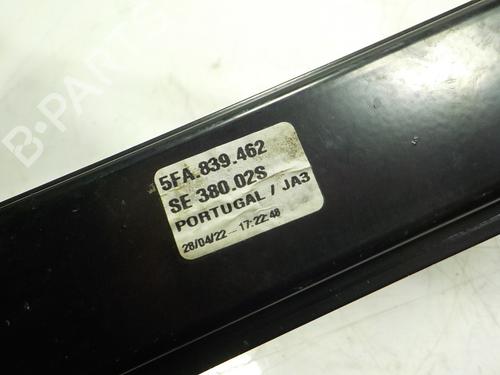 5FA.839.462
SE 380.02S
PORTUGAL / JA3
28/04/22-17:22:48
B-PARTS